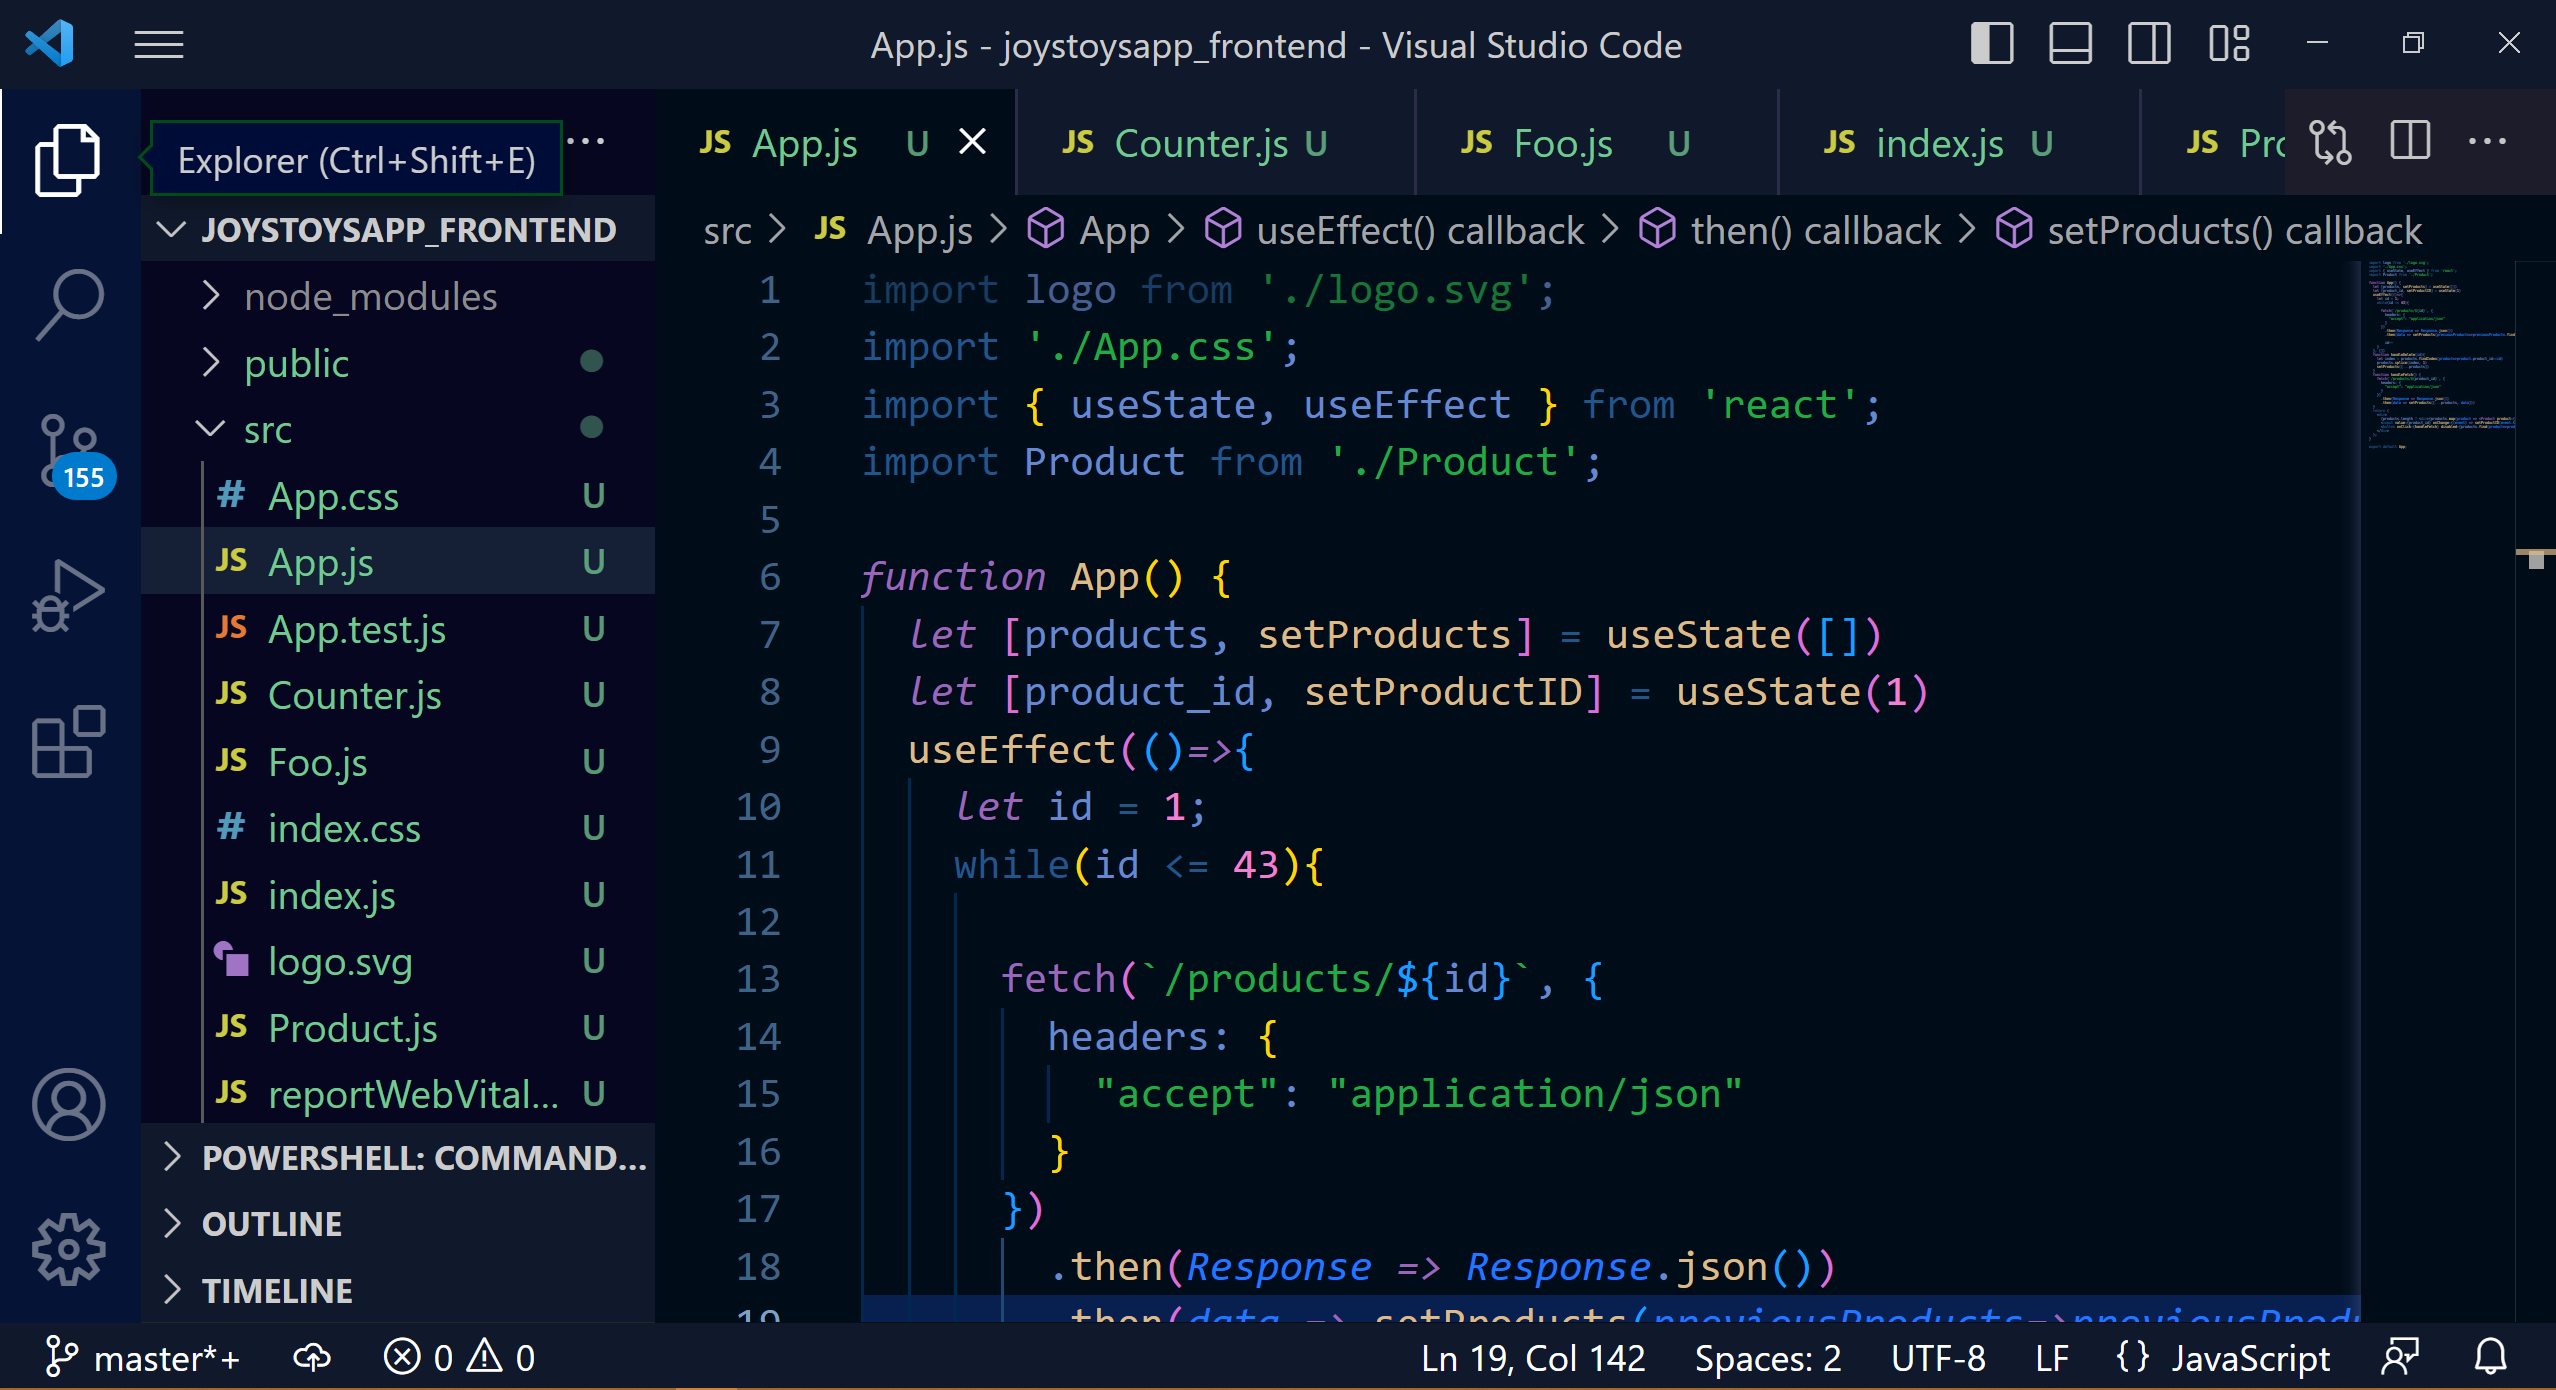 App.js - joystoysapp_frontend - Visual Studio Code
Explorer (Ctrl+Shift+E)
JS App.js U
JS Counter.js U
JS Foo.js U
JS index.js U
JS
JOYSTOYSAPP_FRONTEND
node_modules
public
src
# App.css U
JS App.js U
JS App.test.js U
JS Counter.js U
JS Foo.js U
# index.css U
JS index.js U
logo.svg U
JS Product.js U
JS reportWebVital... U
POWERSHELL: COMMAND...
OUTLINE
TIMELINE
155
src > JS App.js > App > useEffect() callback > then() callback > setProducts() callback
1 import logo from './logo.svg';
2 import './App.css';
3 import { useState, useEffect } from 'react';
4 import Product from './Product';
5
6 function App() {
7 let [products, setProducts] = useState([])
8 let [product_id, setProductID] = useState(1)
9 useEffect(()=>{
10 let id = 1;
11 while(id <= 43){
12
13 fetch(`/products/${id}`, {
14 headers: {
15 "accept": "application/json"
16 }
17 })
18 .then(Response => Response.json())
19 .then(data => setProducts(previousProducts=>
master*+
0 0
Ln 19, Col 142
Spaces: 2
UTF-8
LF
{ } JavaScript